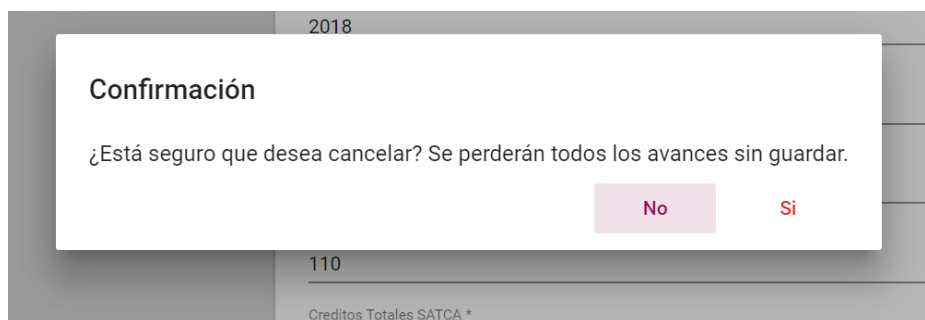 2018
Confirmación
¿Está seguro que desea cancelar? Se perderán todos los avances sin guardar.
No Si
110
Creditos Totales SATCA *